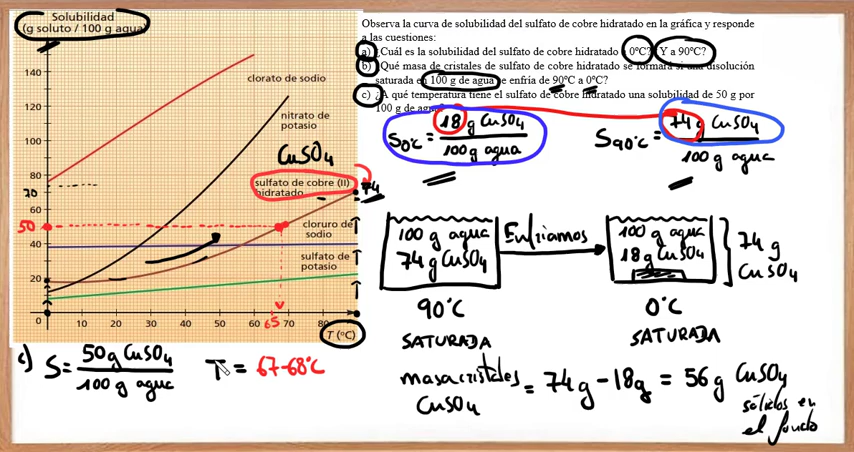 Solubilidad
(g soluto / 100 g agua)
140
120
100
80
70
60
50
40
20
0
10
20
30
40
50
60
65
70
80
T (°C)
clorato de sodio
nitrato de
potasio
CuSO4
sulfato de cobre (II)
hidratado
74
cloruro de
sodio
sulfato de
potasio
Observa la curva de solubilidad del sulfato de cobre hidratado en la gráfica y responde
a las cuestiones:
a) ¿Cuál es la solubilidad del sulfato de cobre hidratado a 0ºC? ¿Y a 90ºC?
b) ¿Qué masa de cristales de sulfato de cobre hidratado se formará si una disolución
saturada en 100 g de agua se enfría de 90ºC a 0ºC?
c) ¿A qué temperatura tiene el sulfato de cobre hidratado una solubilidad de 50 g por
100 g de agua?
S0°C = 18 g CuSO4
100 g agua
S90°C = 74 g CuSO4
100 g agua
100 g agua
74 g CuSO4
Enfriamos
100 g agua
18 g CuSO4
74 g
CuSO4
90°C
0°C
SATURADA
SATURADA
masa cristales = 74 g - 18 g = 56 g CuSO4
CuSO4
sólidos en
el fondo
c) S = 50 g CuSO4
100 g agua
T = 67-68°C